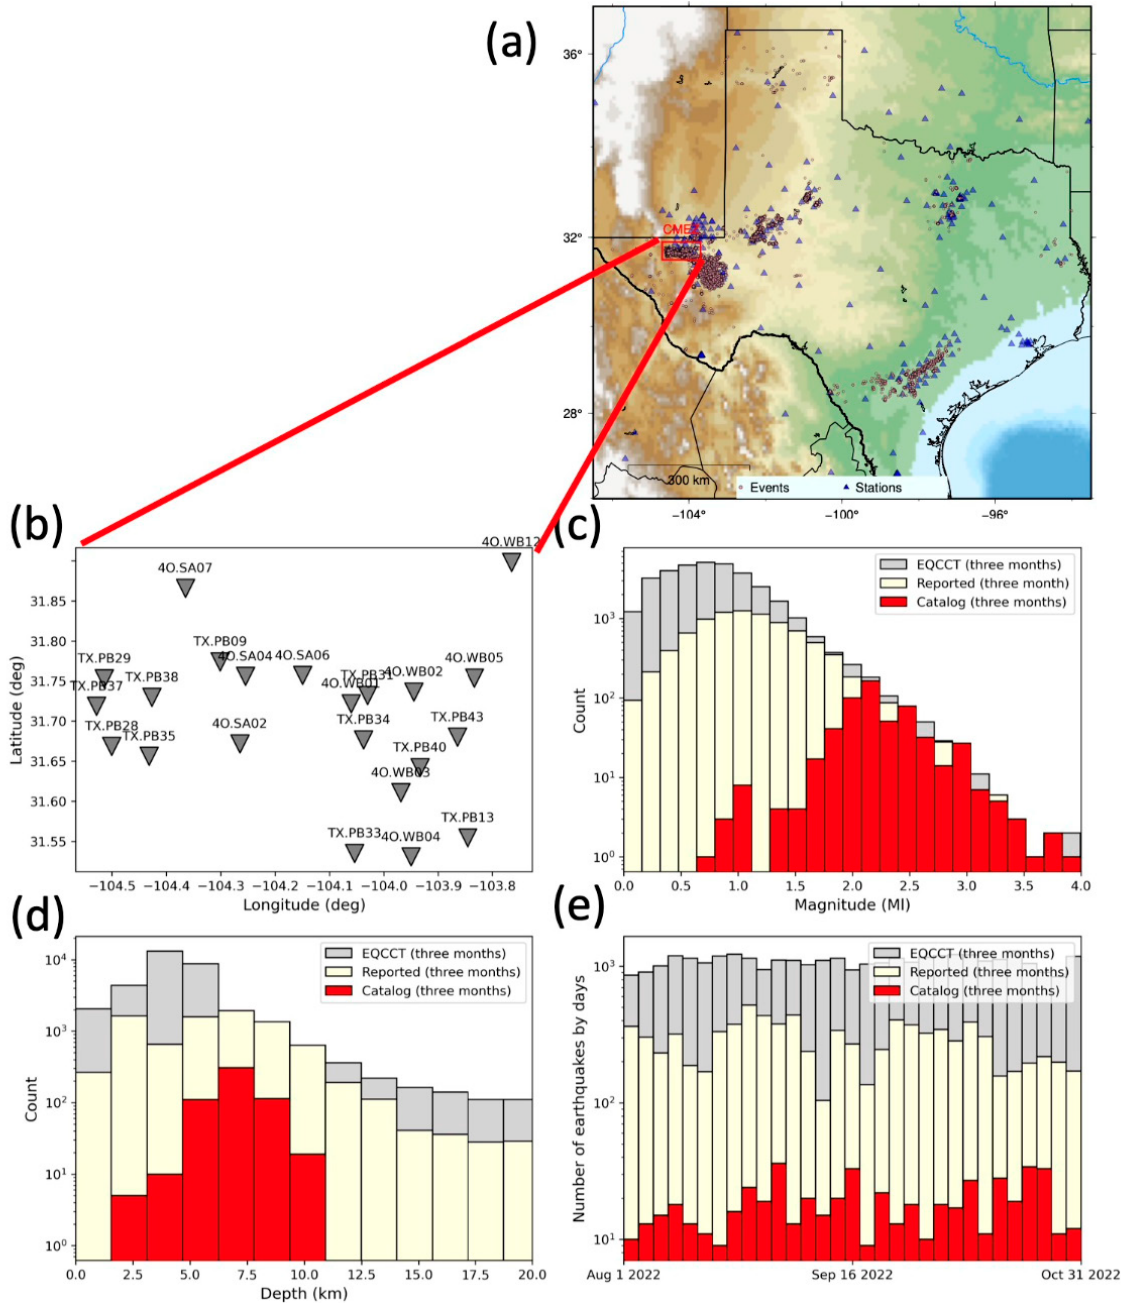 (a)
36°
32°
28°
CME
300 km
Events
Stations
−104°
−100°
−96°
(b)
4O.WB12
4O.SA07
TX.PB09
4O.SA04
4O.SA06
TX.PB31
4O.WB02
4O.WB05
TX.PB29
TX.PB38
4O.WB01
TX.PB37
TX.PB28
TX.PB35
4O.SA02
TX.PB34
TX.PB43
TX.PB40
4O.WB03
TX.PB13
TX.PB33
4O.WB04
Latitude (deg)
31.85
31.80
31.75
31.70
31.65
31.60
31.55
−104.5
−104.4
−104.3
−104.2
−104.1
−104.0
−103.9
−103.8
Longitude (deg)
(c)
EQCCT (three months)
Reported (three month)
Catalog (three months)
Count
10³
10²
10¹
10⁰
0.0
0.5
1.0
1.5
2.0
2.5
3.0
3.5
4.0
Magnitude (Ml)
(d)
EQCCT (three months)
Reported (three months)
Catalog (three months)
Count
10⁴
10³
10²
10¹
10⁰
0.0
2.5
5.0
7.5
10.0
12.5
15.0
17.5
20.0
Depth (km)
(e)
EQCCT (three months)
Reported (three months)
Catalog (three months)
Number of earthquakes by days
10³
10²
10¹
Aug 1 2022
Sep 16 2022
Oct 31 2022